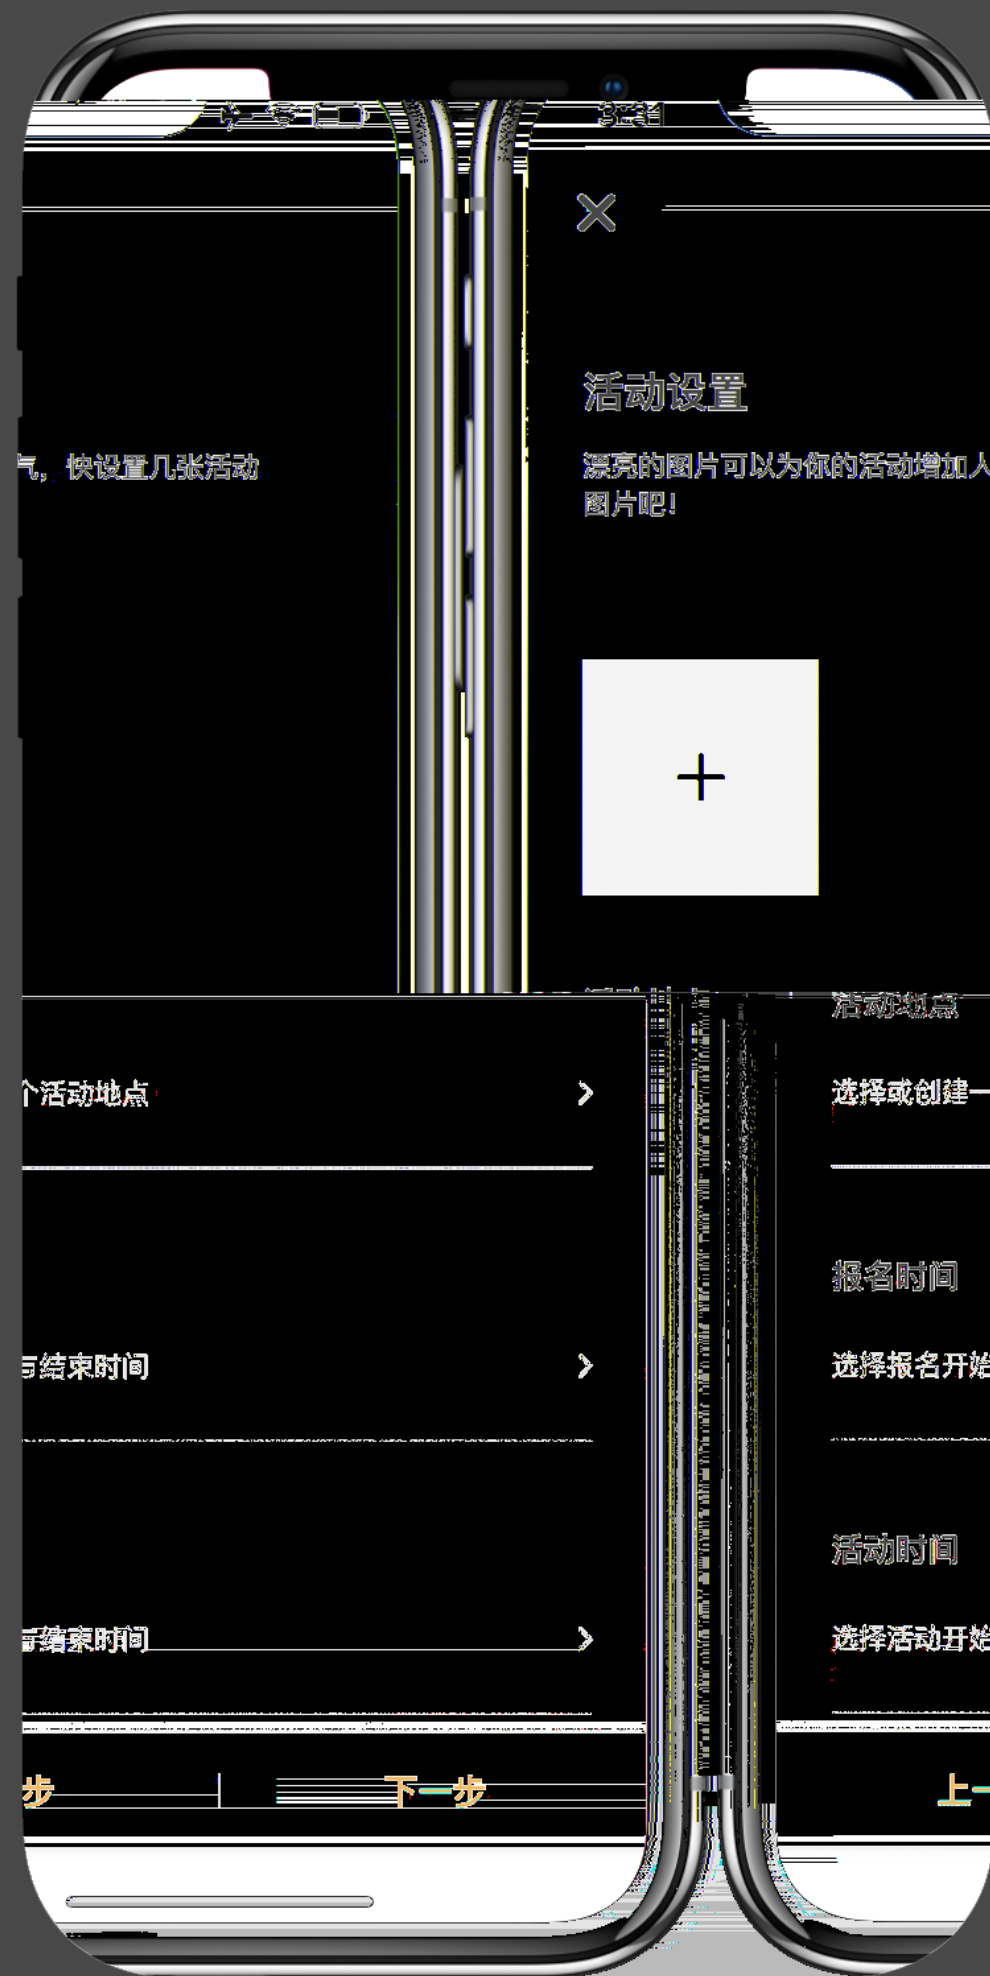 3:31
活动设置
气，快设置几张活动
漂亮的图片可以为你的活动增加人
图片吧！
活动地点
个活动地点
选择或创建一
报名时间
与结束时间
选择报名开始
活动时间
结束时间
选择活动开始
步
下一步
上一